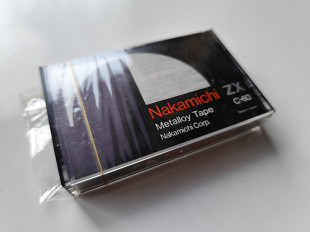 Nakamichi ZX
Metalloy Tape C-60
Nakamichi Corp.